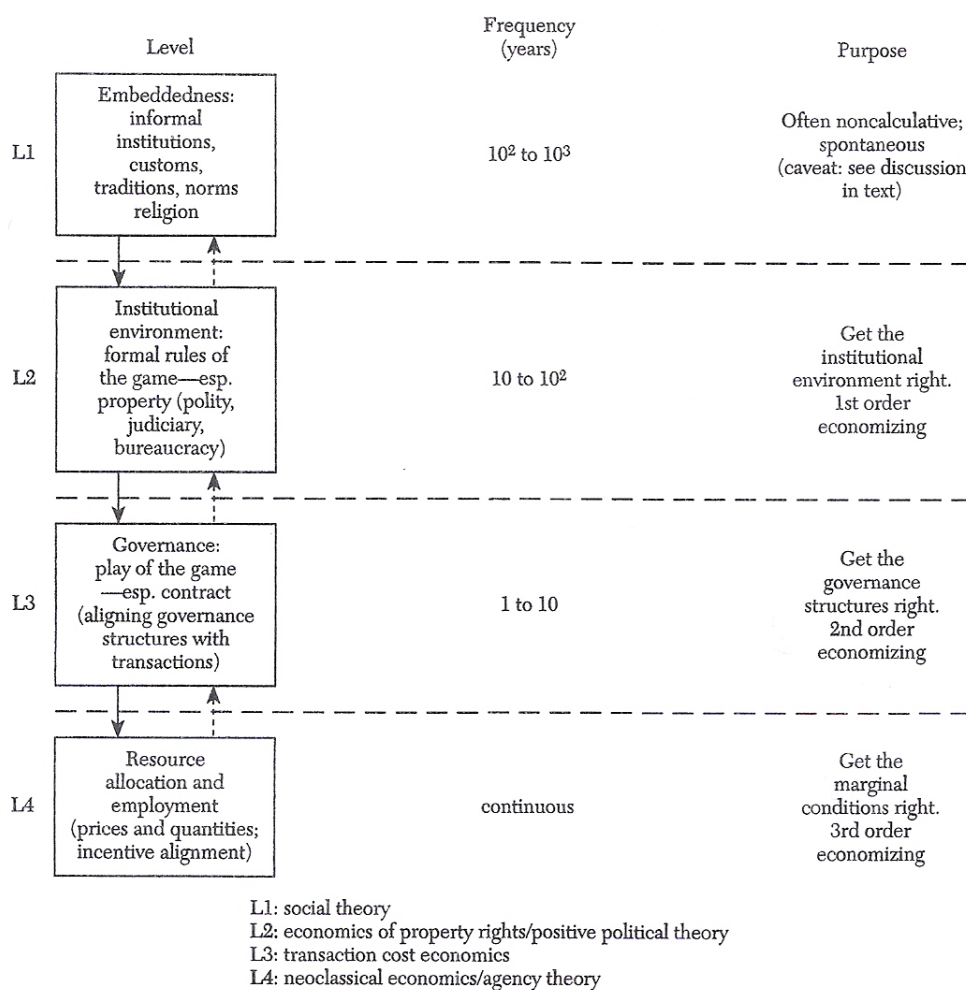 Level
Frequency
(years)
Purpose
L1
Embeddedness:
informal
institutions,
customs,
traditions, norms
religion
10² to 10³
Often noncalculative;
spontaneous
(caveat: see discussion
in text)
L2
Institutional
environment:
formal rules of
the game—esp.
property (polity,
judiciary,
bureaucracy)
10 to 10²
Get the
institutional
environment right.
1st order
economizing
L3
Governance:
play of the game
—esp. contract
(aligning governance
structures with
transactions)
1 to 10
Get the
governance
structures right.
2nd order
economizing
L4
Resource
allocation and
employment
(prices and quantities;
incentive alignment)
continuous
Get the
marginal
conditions right.
3rd order
economizing
L1: social theory
L2: economics of property rights/positive political theory
L3: transaction cost economics
L4: neoclassical economics/agency theory